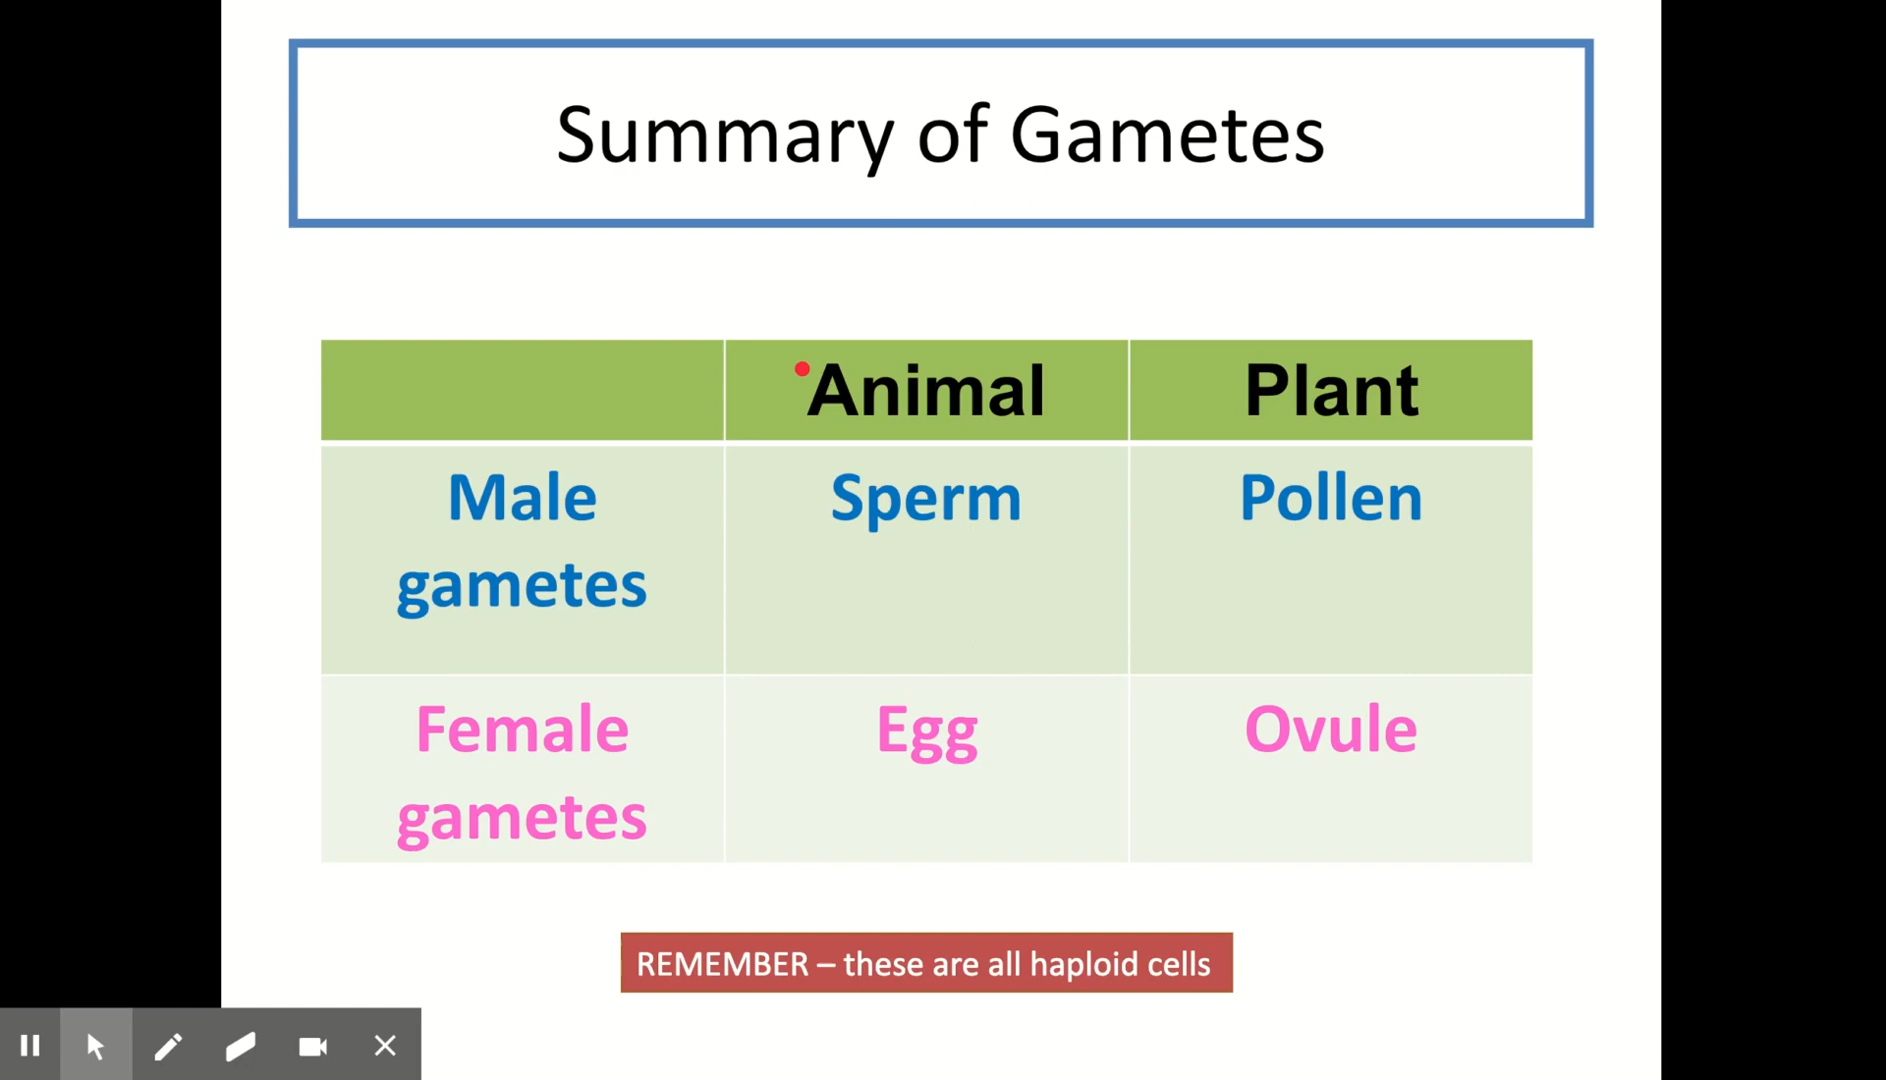 Summary of Gametes
Animal
Plant
Male
gametes
Sperm
Pollen
Female
gametes
Egg
Ovule
REMEMBER – these are all haploid cells